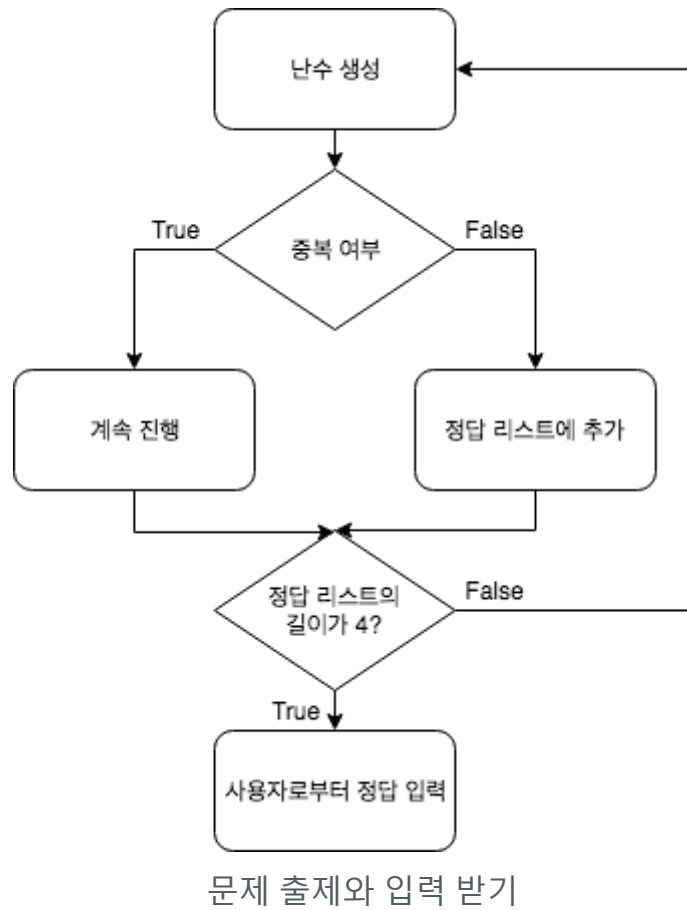 난수 생성
True
중복 여부
False
계속 진행
정답 리스트에 추가
정답 리스트의
길이가 4?
False
True
사용자로부터 정답 입력
문제 출제와 입력 받기